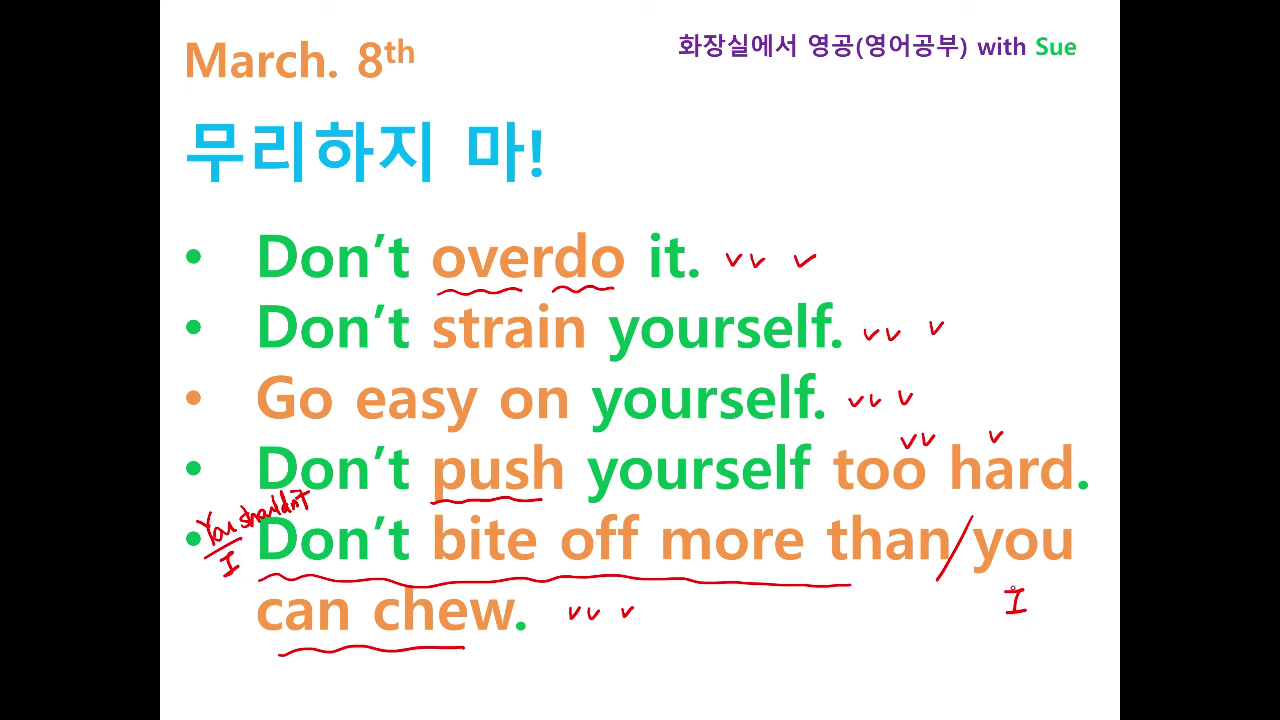 March. 8th
화장실에서 영공(영어공부) with Sue
무리하지 마!
• Don’t overdo it.
• Don’t strain yourself.
• Go easy on yourself.
• Don’t push yourself too hard.
You shouldn't
I
• Don’t bite off more than/you
I
can chew.